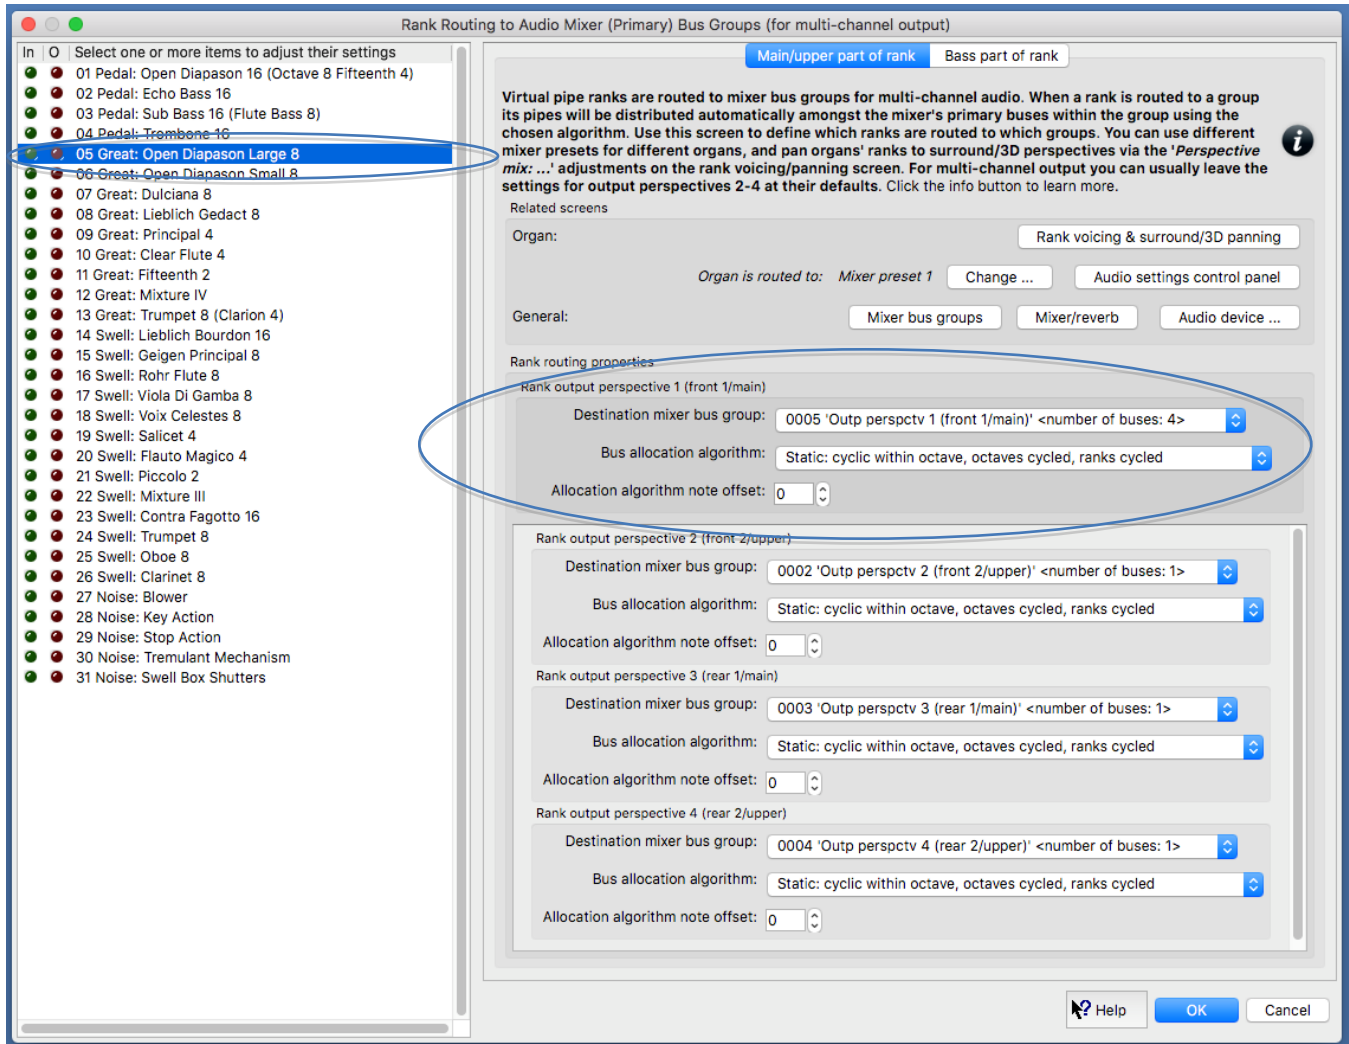 Rank Routing to Audio Mixer (Primary) Bus Groups (for multi-channel output)
In O Select one or more items to adjust their settings
01 Pedal: Open Diapason 16 (Octave 8 Fifteenth 4)
02 Pedal: Echo Bass 16
03 Pedal: Sub Bass 16 (Flute Bass 8)
04 Pedal: Trombone 16
05 Great: Open Diapason Large 8
06 Great: Open Diapason Small 8
07 Great: Dulciana 8
08 Great: Lieblich Gedact 8
09 Great: Principal 4
10 Great: Clear Flute 4
11 Great: Fifteenth 2
12 Great: Mixture IV
13 Great: Trumpet 8 (Clarion 4)
14 Swell: Lieblich Bourdon 16
15 Swell: Geigen Principal 8
16 Swell: Rohr Flute 8
17 Swell: Viola Di Gamba 8
18 Swell: Voix Celestes 8
19 Swell: Salicet 4
20 Swell: Flauto Magico 4
21 Swell: Piccolo 2
22 Swell: Mixture III
23 Swell: Contra Fagotto 16
24 Swell: Trumpet 8
25 Swell: Oboe 8
26 Swell: Clarinet 8
27 Noise: Blower
28 Noise: Key Action
29 Noise: Stop Action
30 Noise: Tremulant Mechanism
31 Noise: Swell Box Shutters
Main/upper part of rank Bass part of rank
Virtual pipe ranks are routed to mixer bus groups for multi-channel audio. When a rank is routed to a group
its pipes will be distributed automatically amongst the mixer's primary buses within the group using the
chosen algorithm. Use this screen to define which ranks are routed to which groups. You can use different
mixer presets for different organs, and pan organs' ranks to surround/3D perspectives via the 'Perspective
mix: ...' adjustments on the rank voicing/panning screen. For multi-channel output you can usually leave the
settings for output perspectives 2-4 at their defaults. Click the info button to learn more.
i
Related screens
Organ: Rank voicing & surround/3D panning
Organ is routed to: Mixer preset 1 Change ... Audio settings control panel
General: Mixer bus groups Mixer/reverb Audio device ...
Rank routing properties
Rank output perspective 1 (front 1/main)
Destination mixer bus group: 0005 'Outp perspctv 1 (front 1/main)' <number of buses: 4>
Bus allocation algorithm: Static: cyclic within octave, octaves cycled, ranks cycled
Allocation algorithm note offset: 0
Rank output perspective 2 (front 2/upper)
Destination mixer bus group: 0002 'Outp perspctv 2 (front 2/upper)' <number of buses: 1>
Bus allocation algorithm: Static: cyclic within octave, octaves cycled, ranks cycled
Allocation algorithm note offset: 0
Rank output perspective 3 (rear 1/main)
Destination mixer bus group: 0003 'Outp perspctv 3 (rear 1/main)' <number of buses: 1>
Bus allocation algorithm: Static: cyclic within octave, octaves cycled, ranks cycled
Allocation algorithm note offset: 0
Rank output perspective 4 (rear 2/upper)
Destination mixer bus group: 0004 'Outp perspctv 4 (rear 2/upper)' <number of buses: 1>
Bus allocation algorithm: Static: cyclic within octave, octaves cycled, ranks cycled
Allocation algorithm note offset: 0
? Help OK Cancel